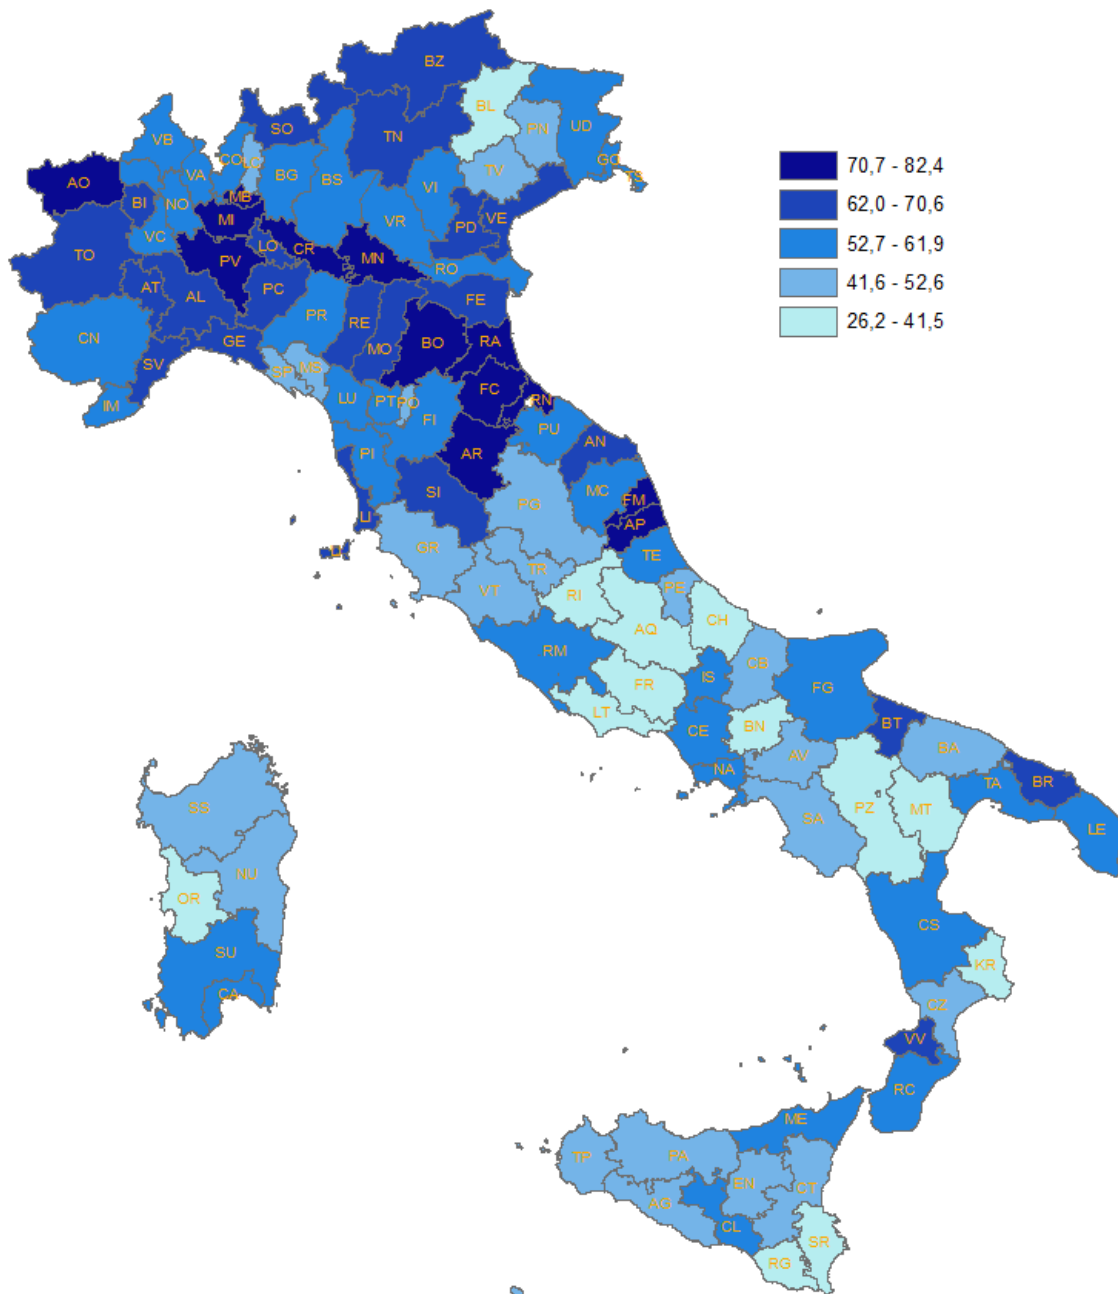 BZ
BL
SO
PN
UD
VB
TN
CO
LC
GO
70,7 - 82,4
VA
BG
BS
VI
TV
TS
AO
BI
NO
MB
62,0 - 70,6
MI
VR
PD
VE
VC
LO
CR
52,7 - 61,9
TO
PV
MN
RO
AT
AL
PC
FE
41,6 - 52,6
PR
RE
CN
GE
MO
BO
RA
26,2 - 41,5
SV
SP
MS
FC
IM
LU
PT
PO
FI
RN
PU
PI
AR
AN
SI
MC
FM
LI
PG
AP
GR
LI
TE
TR
VT
RI
PE
CH
AQ
RM
CB
IS
FR
FG
LT
BN
CE
BT
AV
BA
NA
BR
TA
SS
PZ
MT
SA
LE
NU
OR
CS
SU
KR
CA
CZ
VV
RC
ME
TP
PA
EN
CT
AG
CL
SR
RG